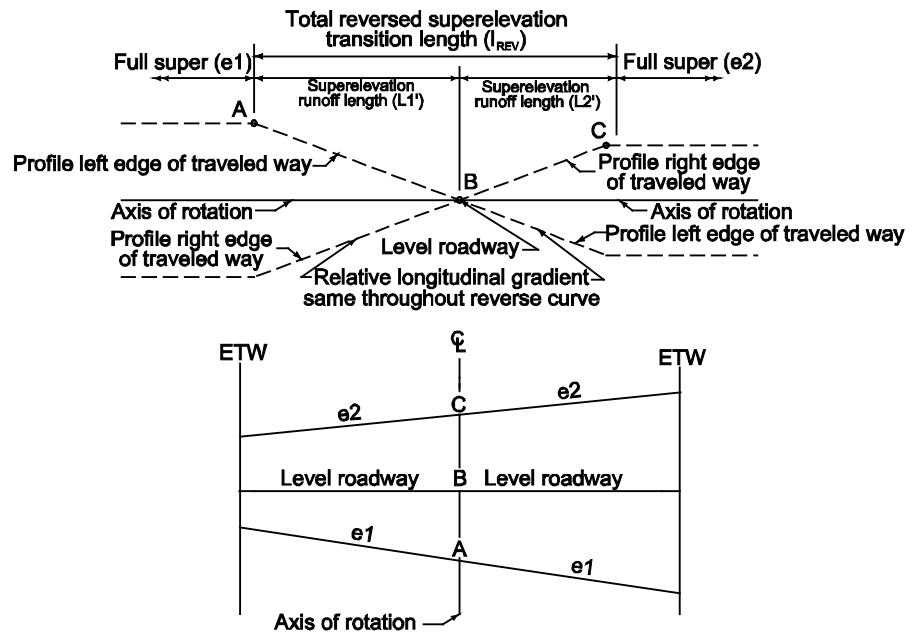 Total reversed superelevation
transition length (IREV)
Full super (e1)
Full super (e2)
Superelevation
runoff length (L1')
Superelevation
runoff length (L2')
A
C
Profile left edge of traveled way
Profile right edge
of traveled way
B
Axis of rotation
Axis of rotation
Profile right edge
of traveled way
Level roadway
Profile left edge of traveled way
Relative longitudinal gradient
same throughout reverse curve
ETW
CL
ETW
e2
C
e2
Level roadway
B
Level roadway
e1
A
e1
Axis of rotation